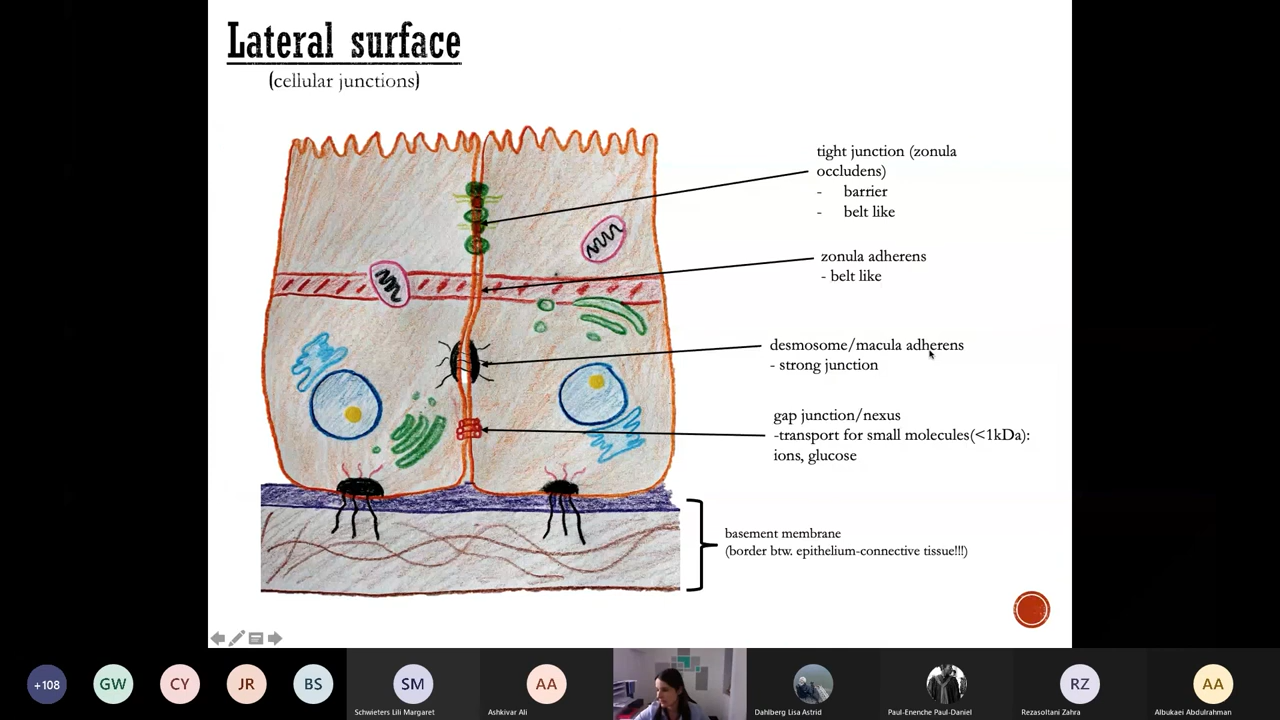 Lateral surface
(cellular junctions)
tight junction (zonula
occludens)
- barrier
- belt like
zonula adherens
- belt like
desmosome/macula adherens
- strong junction
gap junction/nexus
-transport for small molecules(<1kDa):
ions, glucose
basement membrane
(border btw. epithelium-connective tissue!!!)
+108
GW
CY
JR
BS
SM
AA
RZ
AA
Schwieters Lili Margaret
Ashkivar Ali
Dahlberg Lisa Astrid
Paul-Enenche Paul-Daniel
Rezasoltani Zahra
Albukaei Abdulrahman